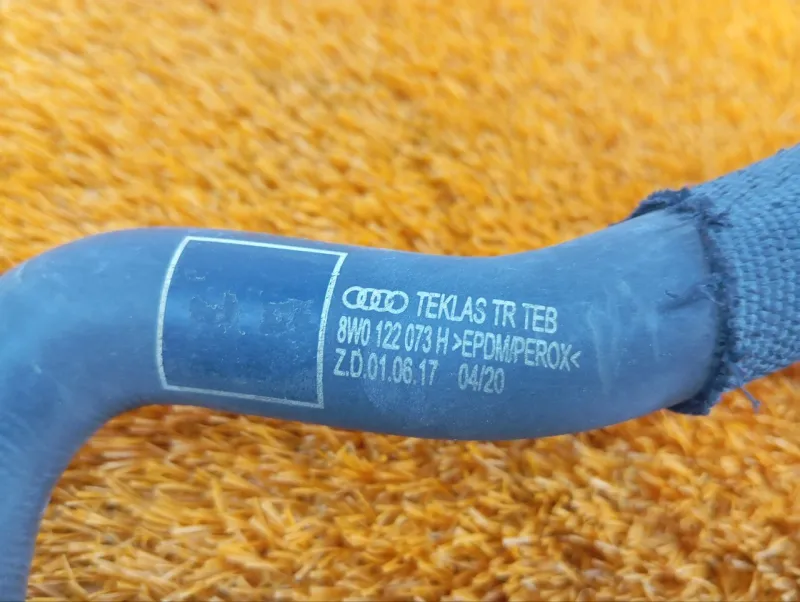 TEKLAS TR TEB
8W0 122 073 H >EPDM/PEROX<
Z.D.01.06.17 04/20